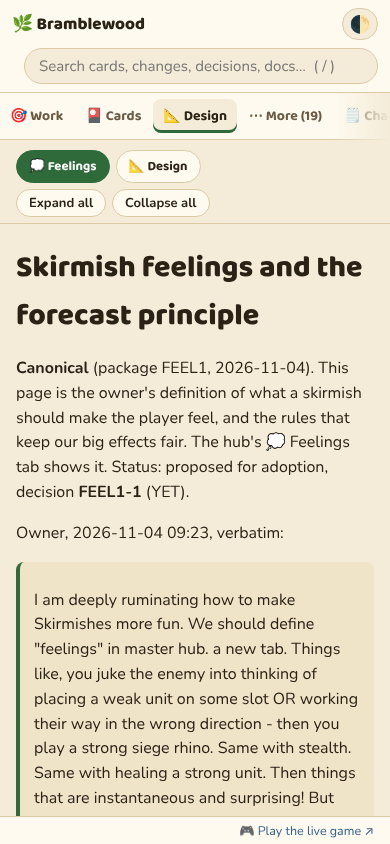 🌿 Bramblewood
Search cards, changes, decisions, docs... ( / )
🎯 Work 🎴 Cards 📐 Design ··· More (19) 🗒️ Cha
💭 Feelings 📐 Design
Expand all Collapse all
Skirmish feelings and the
forecast principle
Canonical (package FEEL1, 2026-11-04). This
page is the owner's definition of what a skirmish
should make the player feel, and the rules that
keep our big effects fair. The hub's 💭 Feelings
tab shows it. Status: proposed for adoption,
decision FEEL1-1 (YET).
Owner, 2026-11-04 09:23, verbatim:
I am deeply ruminating how to make
Skirmishes more fun. We should define
"feelings" in master hub. a new tab. Things
like, you juke the enemy into thinking of
placing a weak unit on some slot OR working
their way in the wrong direction - then you
play a strong siege rhino. Same with stealth.
Same with healing a strong unit. Then things
that are instantaneous and surprising! But
🎮 Play the live game ↗